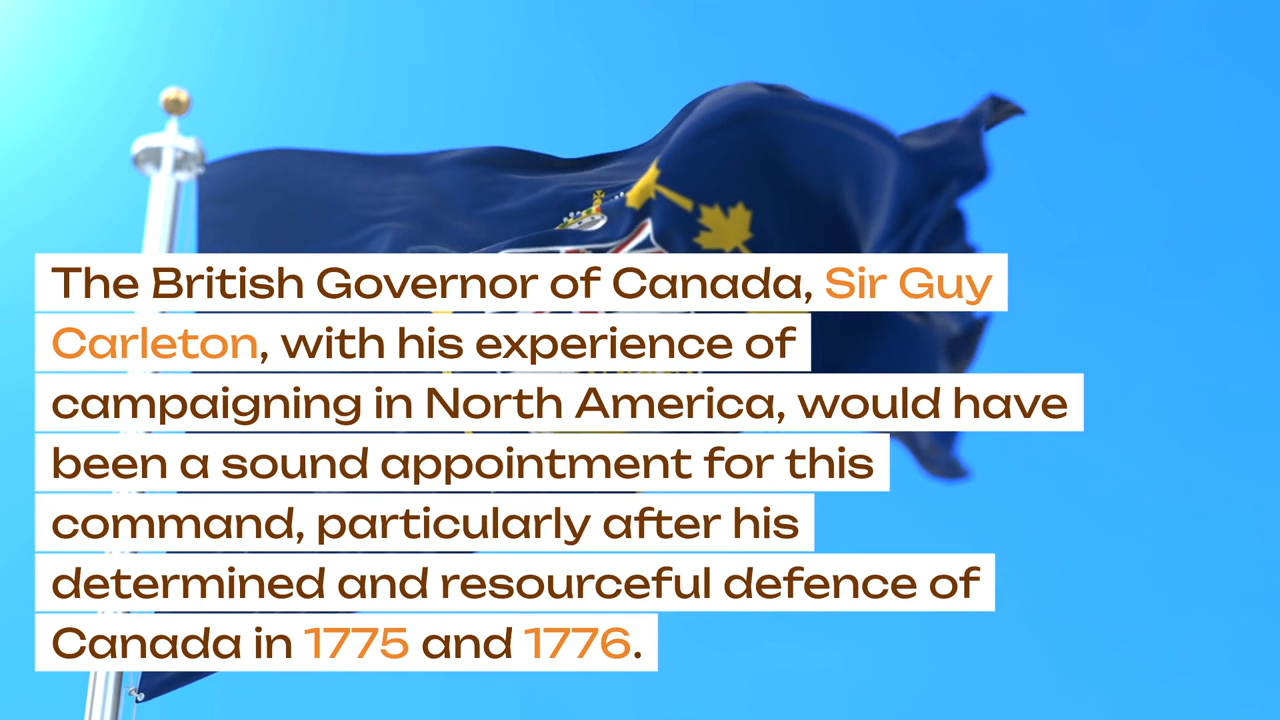 The British Governor of Canada, Sir Guy
Carleton, with his experience of
campaigning in North America, would have
been a sound appointment for this
command, particularly after his
determined and resourceful defence of
Canada in 1775 and 1776.